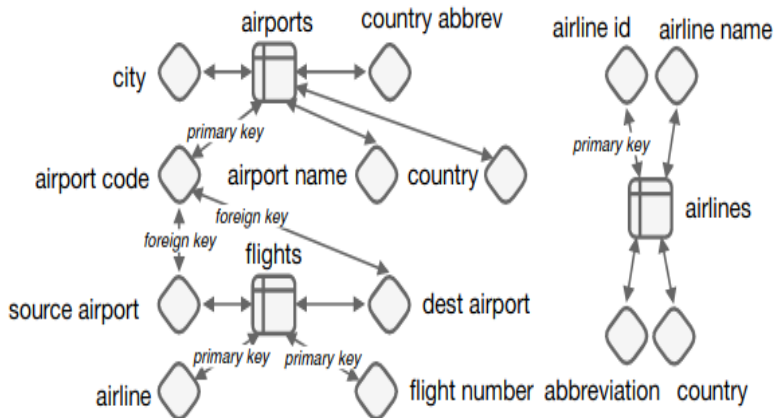 airports
country abbrev
airline id
airline name
city
primary key
primary key
airport code
airport name
country
foreign key
airlines
foreign key
flights
source airport
dest airport
primary key
primary key
airline
flight number
abbreviation
country